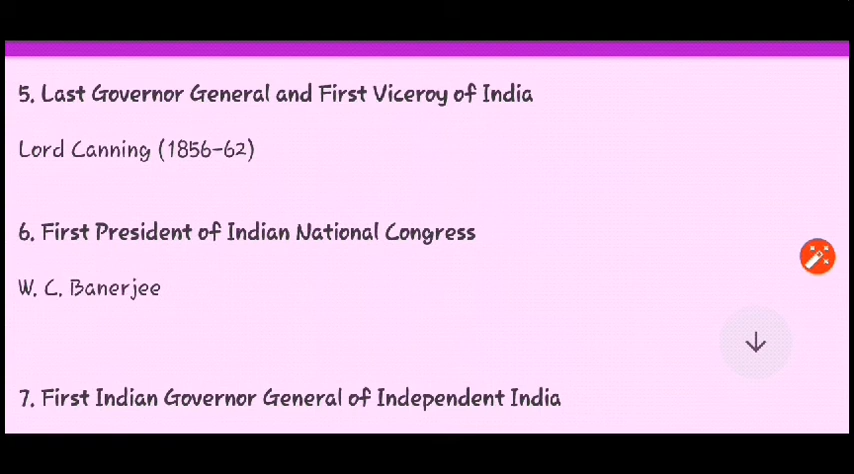 5. Last Governor General and First Viceroy of India
Lord Canning (1856-62)
6. First President of Indian National Congress
W. C. Banerjee
7. First Indian Governor General of Independent India